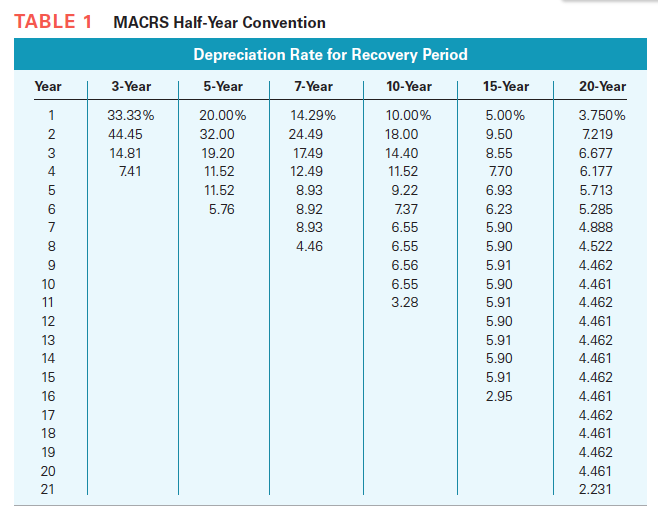 TABLE 1 MACRS Half-Year Convention
Depreciation Rate for Recovery Period
Year 3-Year 5-Year 7-Year 10-Year 15-Year 20-Year
1 33.33% 20.00% 14.29% 10.00% 5.00% 3.750%
2 44.45 32.00 24.49 18.00 9.50 7.219
3 14.81 19.20 17.49 14.40 8.55 6.677
4 7.41 11.52 12.49 11.52 7.70 6.177
5 11.52 8.93 9.22 6.93 5.713
6 5.76 8.92 7.37 6.23 5.285
7 8.93 6.55 5.90 4.888
8 4.46 6.55 5.90 4.522
9 6.56 5.91 4.462
10 6.55 5.90 4.461
11 3.28 5.91 4.462
12 5.90 4.461
13 5.91 4.462
14 5.90 4.461
15 5.91 4.462
16 2.95 4.461
17 4.462
18 4.461
19 4.462
20 4.461
21 2.231